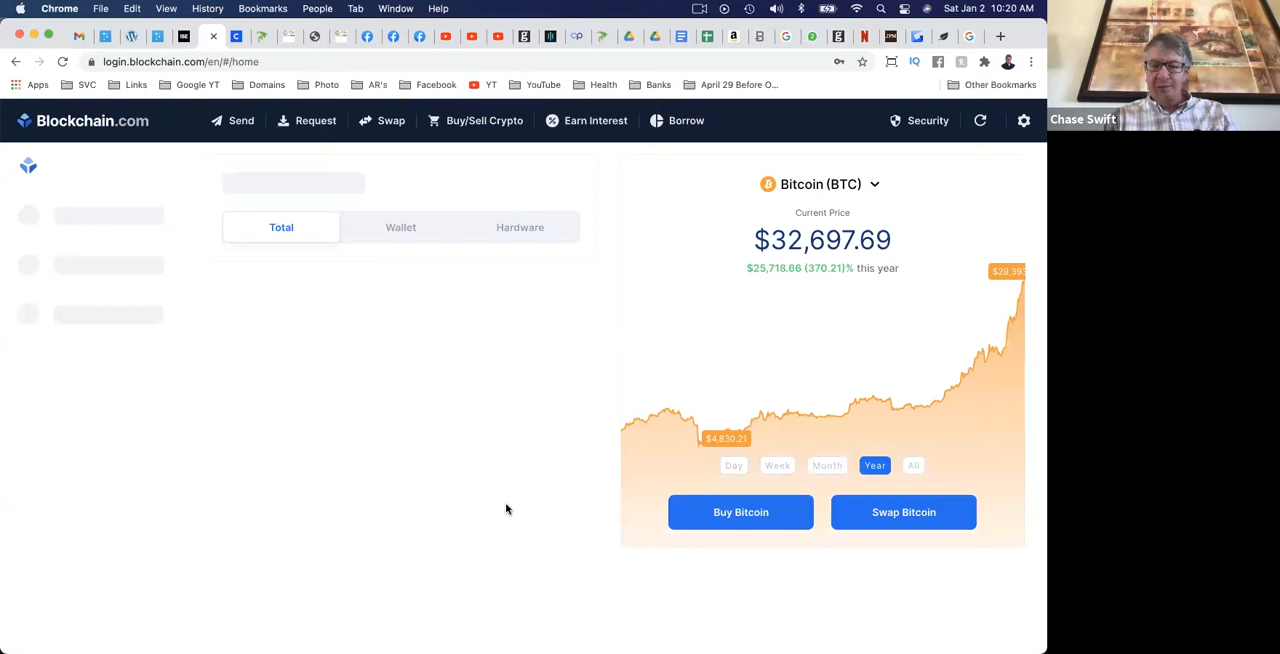 Chrome File Edit View History Bookmarks People Tab Window Help Sat Jan 2 10:20 AM
login.blockchain.com/en/#/home
Apps SVC Links Google YT Domains Photo AR's Facebook YT YouTube Health Banks April 29 Before O... Other Bookmarks
Chase Swift
Blockchain.com Send Request Swap Buy/Sell Crypto Earn Interest Borrow Security
Bitcoin (BTC)
Total Wallet Hardware
Current Price
$32,697.69
$25,718.66 (370.21)% this year
$29,393
$4,830.21
Day Week Month Year All
Buy Bitcoin Swap Bitcoin